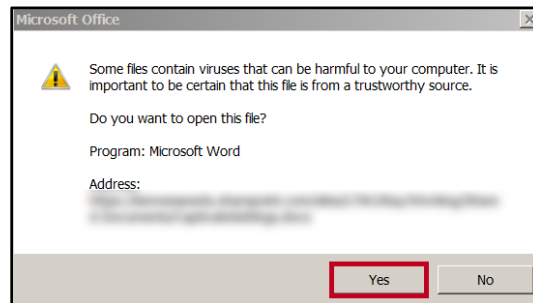 Microsoft Office
Some files contain viruses that can be harmful to your computer. It is
important to be certain that this file is from a trustworthy source.
Do you want to open this file?
Program: Microsoft Word
Address:
Yes No